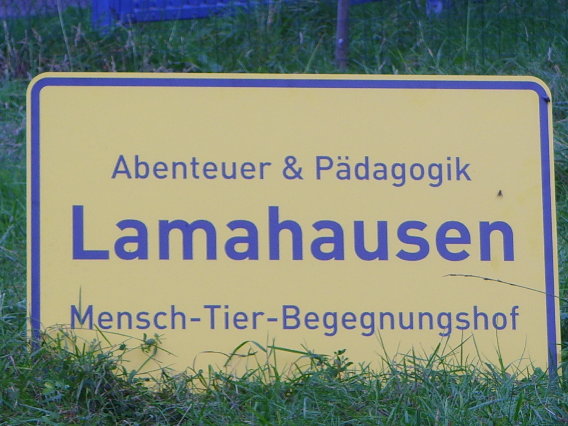 Abenteuer & Pädagogik
Lamahausen
Mensch-Tier-Begegnungshof